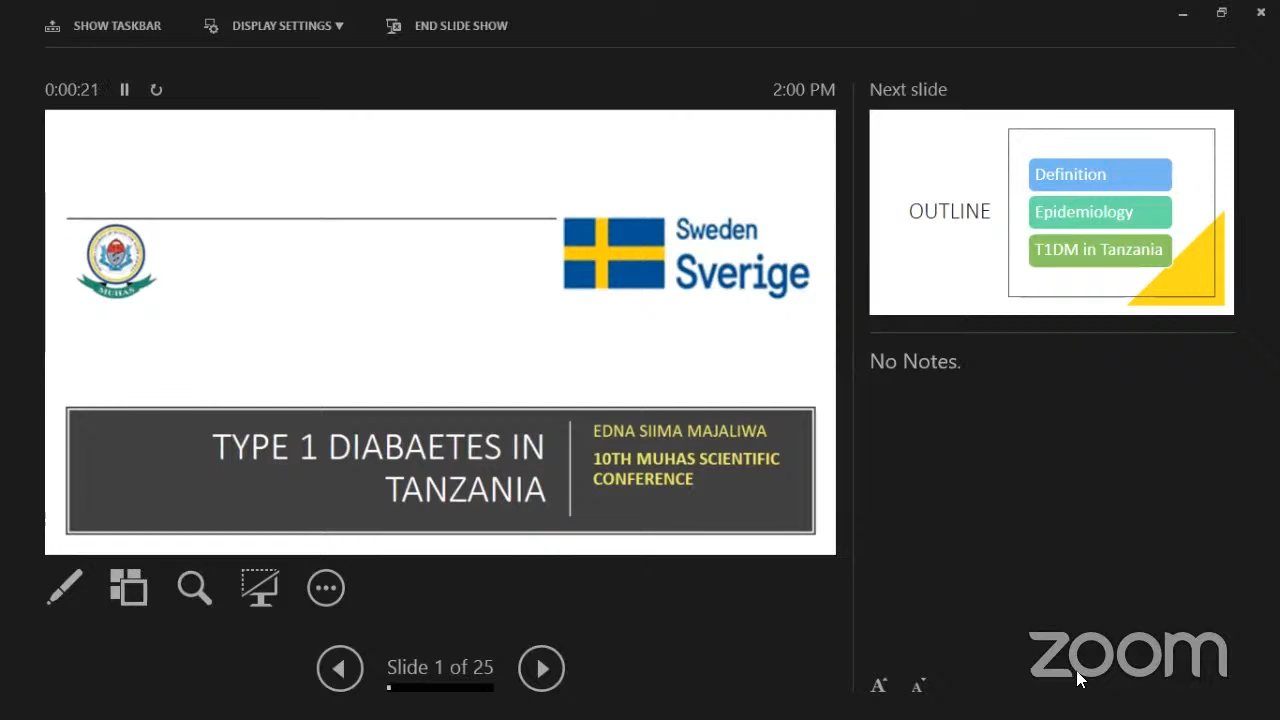 SHOW TASKBAR
DISPLAY SETTINGS ▼
END SLIDE SHOW
0:00:21
2:00 PM
Next slide
MUHAS
Sweden
Sverige
TYPE 1 DIABAETES IN
TANZANIA
EDNA SIIMA MAJALIWA
10TH MUHAS SCIENTIFIC
CONFERENCE
OUTLINE
Definition
Epidemiology
T1DM in Tanzania
No Notes.
Slide 1 of 25
A A
zoom